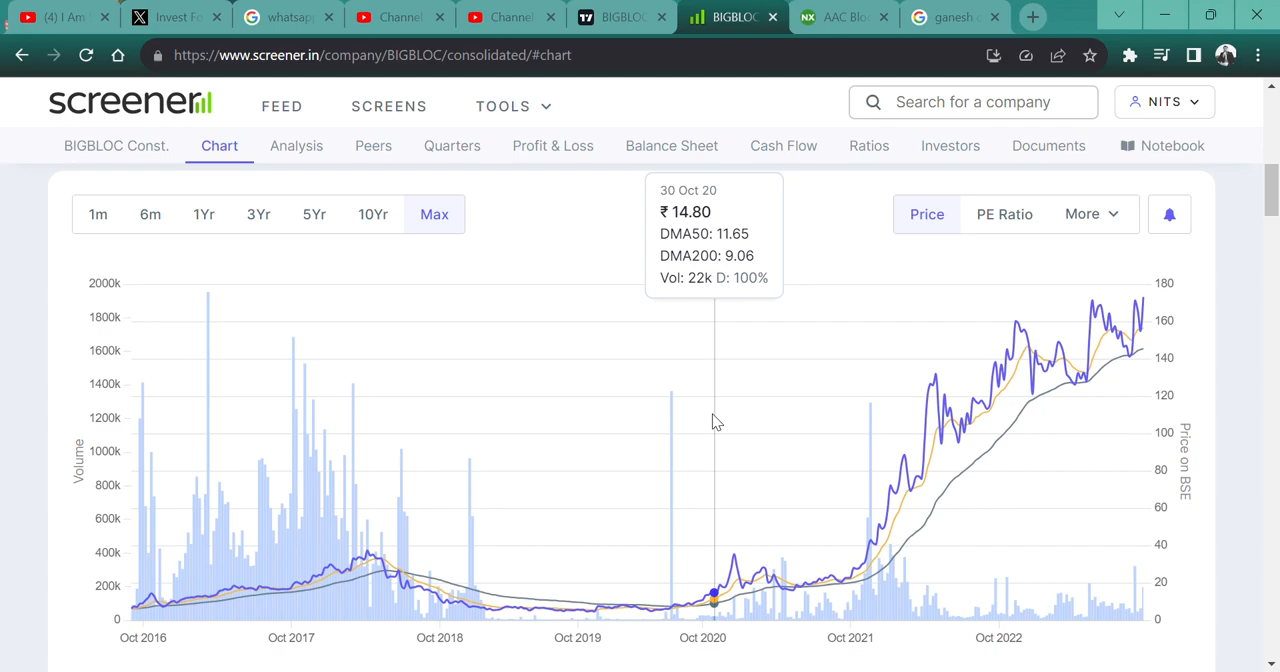 (4) I Am
Invest Fo
whatsap
Channel
Channel
BIGBLOC
BIGBLOC
AAC Blo
ganesh c
https://www.screener.in/company/BIGBLOC/consolidated/#chart
screener
FEED
SCREENS
TOOLS
Search for a company
NITS
BIGBLOC Const.
Chart
Analysis
Peers
Quarters
Profit & Loss
Balance Sheet
Cash Flow
Ratios
Investors
Documents
Notebook
1m
6m
1Yr
3Yr
5Yr
10Yr
Max
30 Oct 20
₹ 14.80
DMA50: 11.65
DMA200: 9.06
Vol: 22k D: 100%
Price
PE Ratio
More
2000k
1800k
1600k
1400k
1200k
1000k
800k
600k
400k
200k
0
Volume
180
160
140
120
100
80
60
40
20
0
Price on BSE
Oct 2016
Oct 2017
Oct 2018
Oct 2019
Oct 2020
Oct 2021
Oct 2022